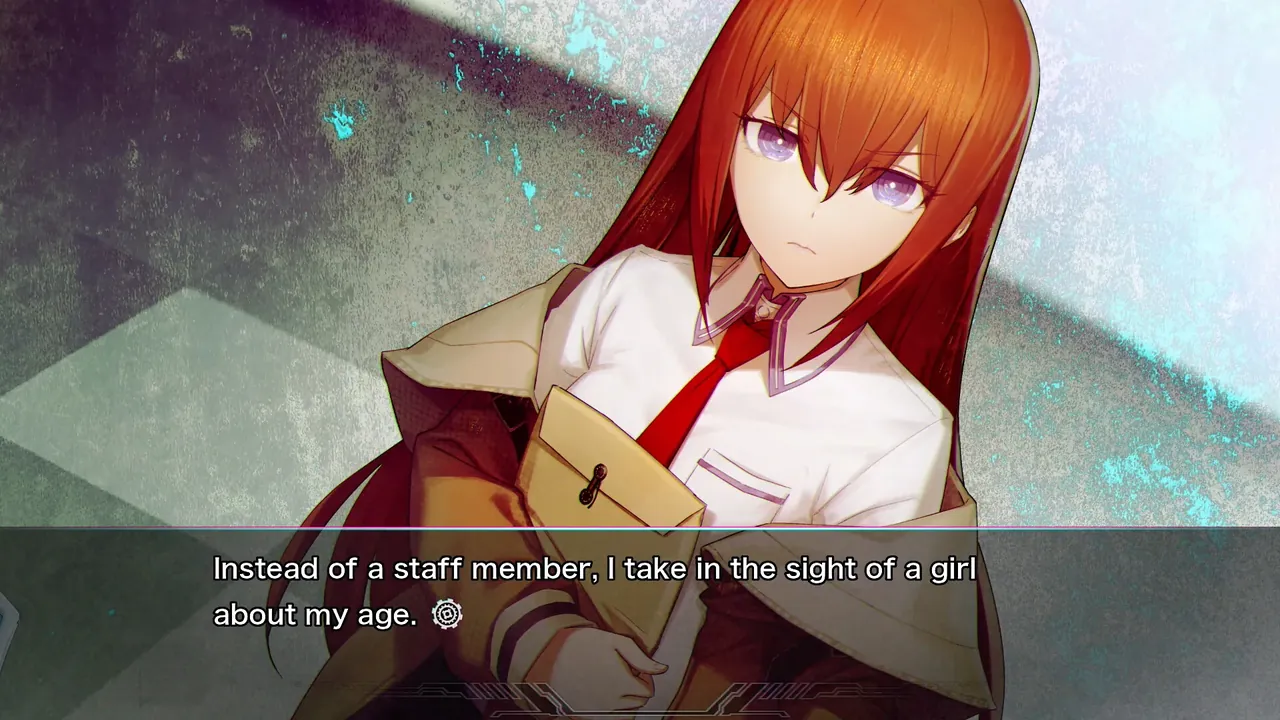 Instead of a staff member, I take in the sight of a girl
about my age.